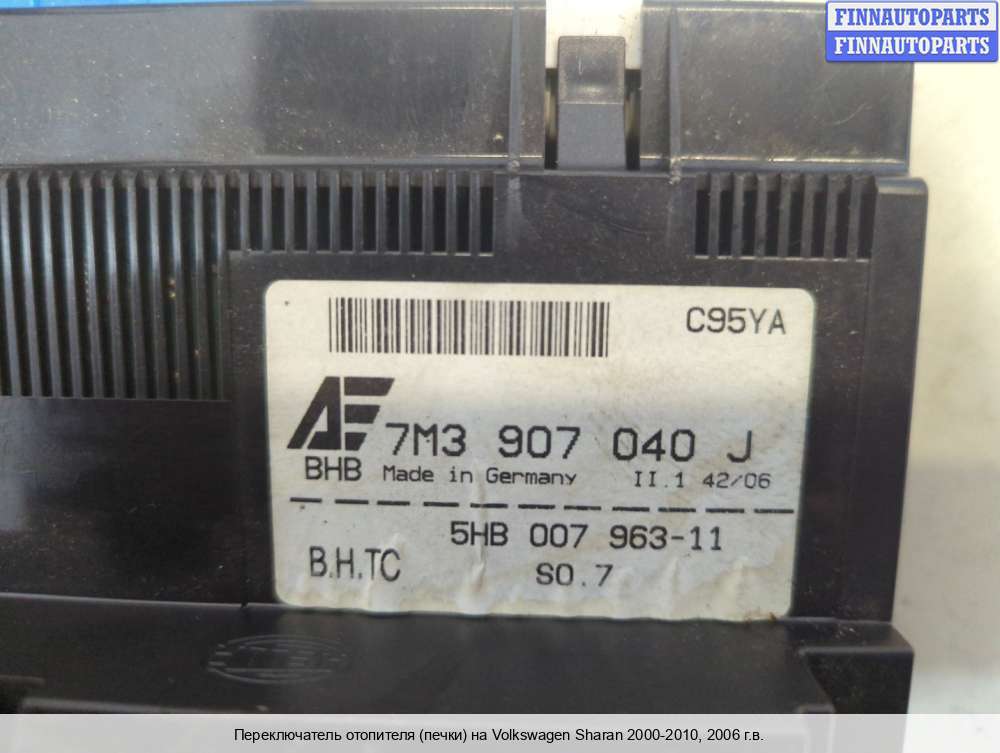 FINNAUTOPARTS
FINNAUTOPARTS
C95YA
AE 7M3 907 040 J
BHB Made in Germany II.1 42/06
5HB 007 963-11
B.H.TC S0.7
Переключатель отопителя (печки) на Volkswagen Sharan 2000-2010, 2006 г.в.